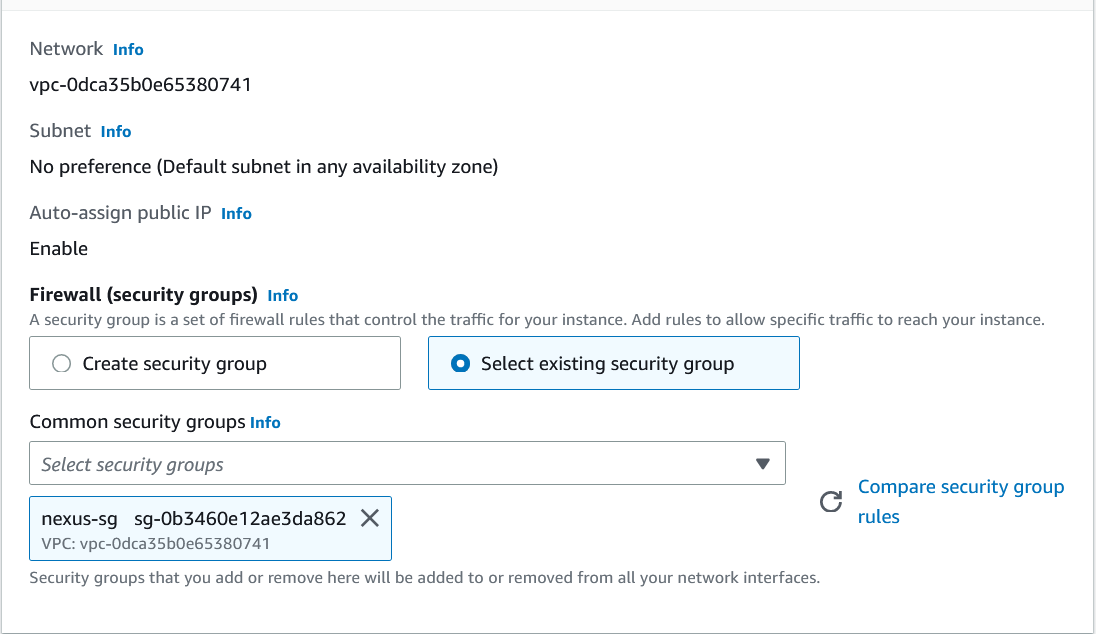 Network Info
vpc-0dca35b0e65380741
Subnet Info
No preference (Default subnet in any availability zone)
Auto-assign public IP Info
Enable
Firewall (security groups) Info
A security group is a set of firewall rules that control the traffic for your instance. Add rules to allow specific traffic to reach your instance.
Create security group
Select existing security group
Common security groups Info
Select security groups
Compare security group
rules
nexus-sg sg-0b3460e12ae3da862
VPC: vpc-0dca35b0e65380741
Security groups that you add or remove here will be added to or removed from all your network interfaces.